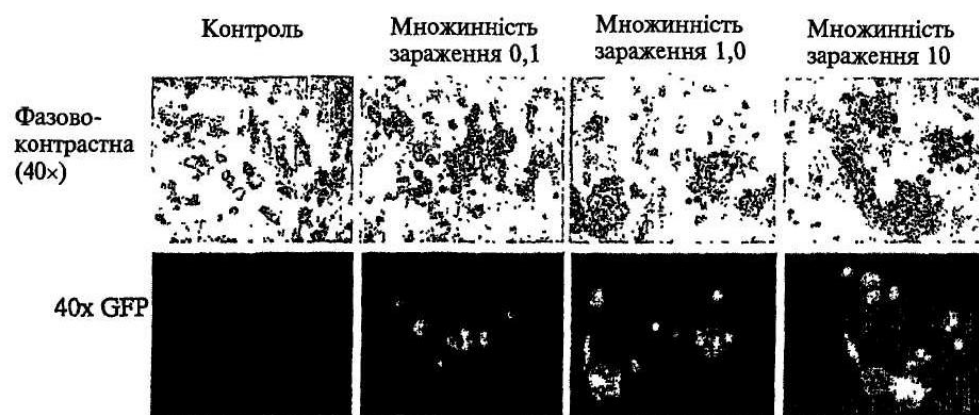 Контроль
Множинність
зараження 0,1
Множинність
зараження 1,0
Множинність
зараження 10
Фазово-
контрастна
(40×)
40x GFP